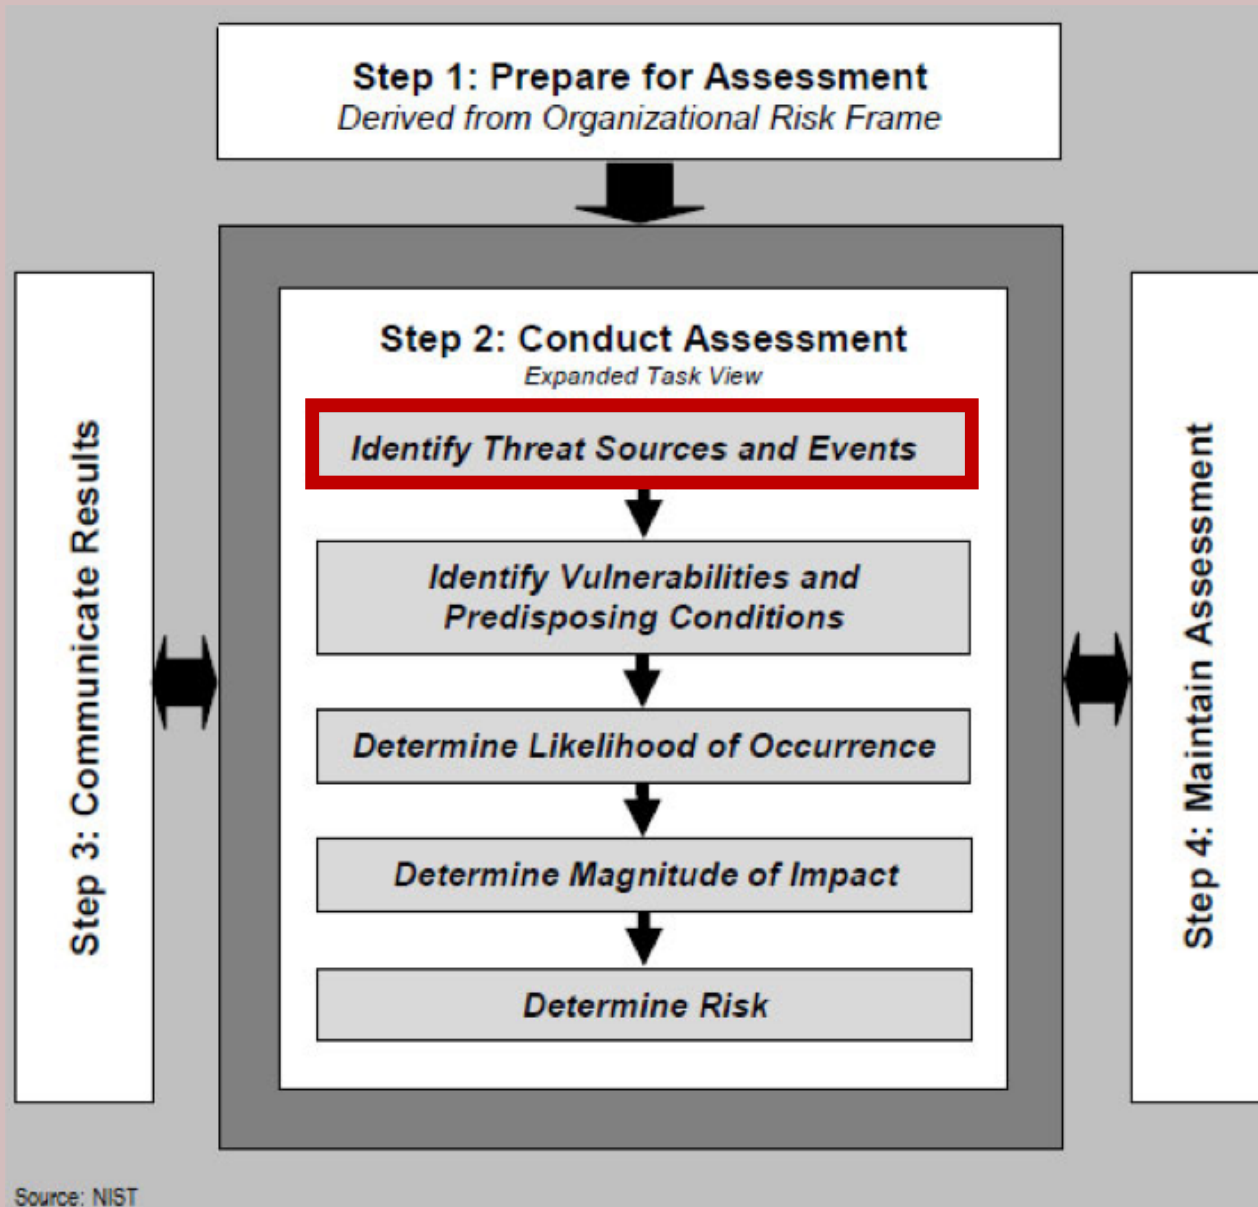 Step 1: Prepare for Assessment
Derived from Organizational Risk Frame
Step 2: Conduct Assessment
Expanded Task View
Identify Threat Sources and Events
Identify Vulnerabilities and
Predisposing Conditions
Determine Likelihood of Occurrence
Determine Magnitude of Impact
Determine Risk
Step 3: Communicate Results
Step 4: Maintain Assessment
Source: NIST